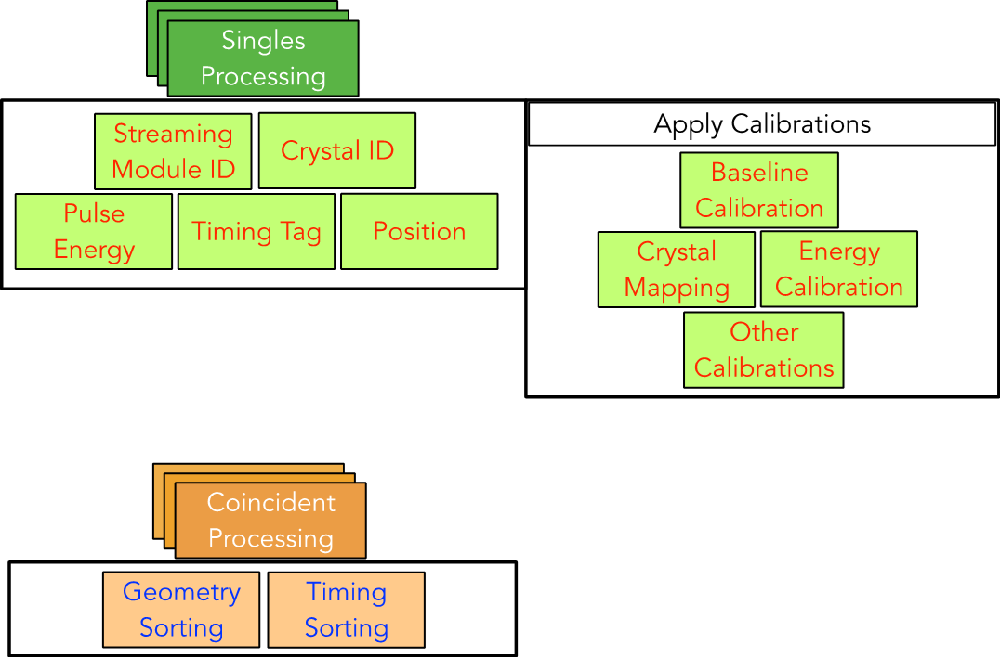 Singles
Processing
Streaming
Module ID
Crystal ID
Pulse
Energy
Timing Tag
Position
Apply Calibrations
Baseline
Calibration
Crystal
Mapping
Energy
Calibration
Other
Calibrations
Coincident
Processing
Geometry
Sorting
Timing
Sorting